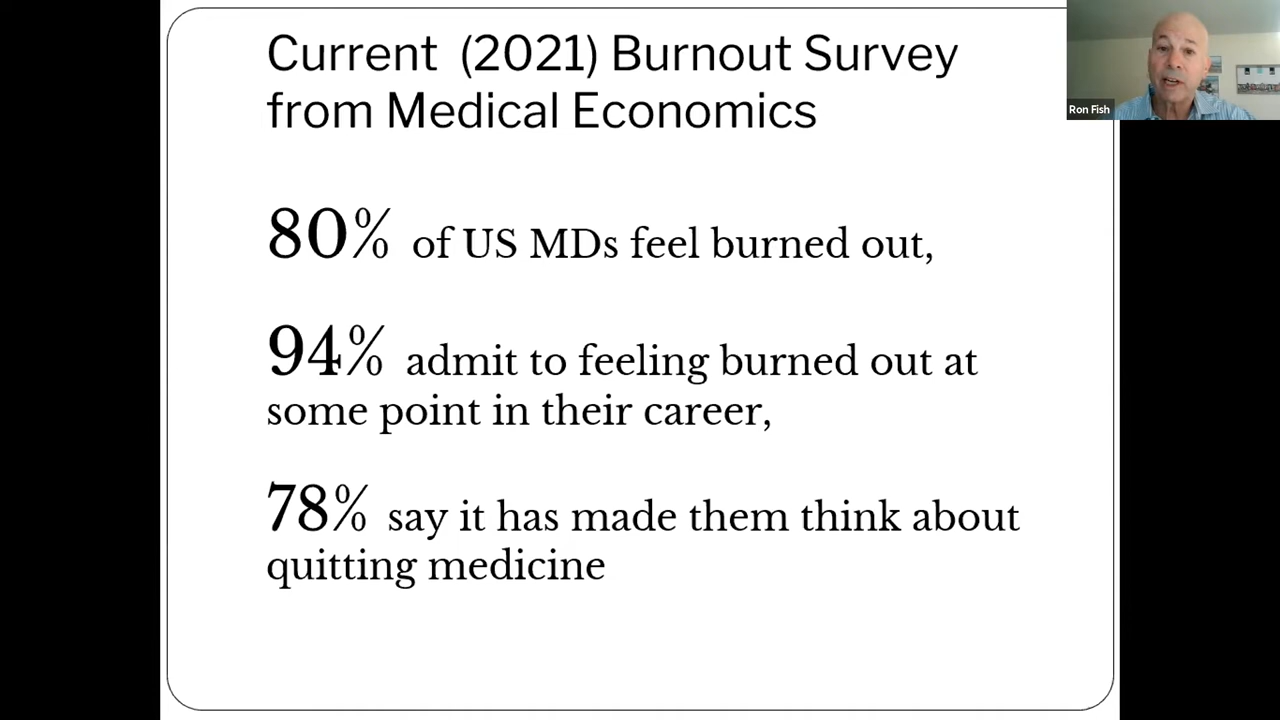 Current (2021) Burnout Survey
from Medical Economics
Ron Fish
80% of US MDs feel burned out,
94% admit to feeling burned out at
some point in their career,
78% say it has made them think about
quitting medicine